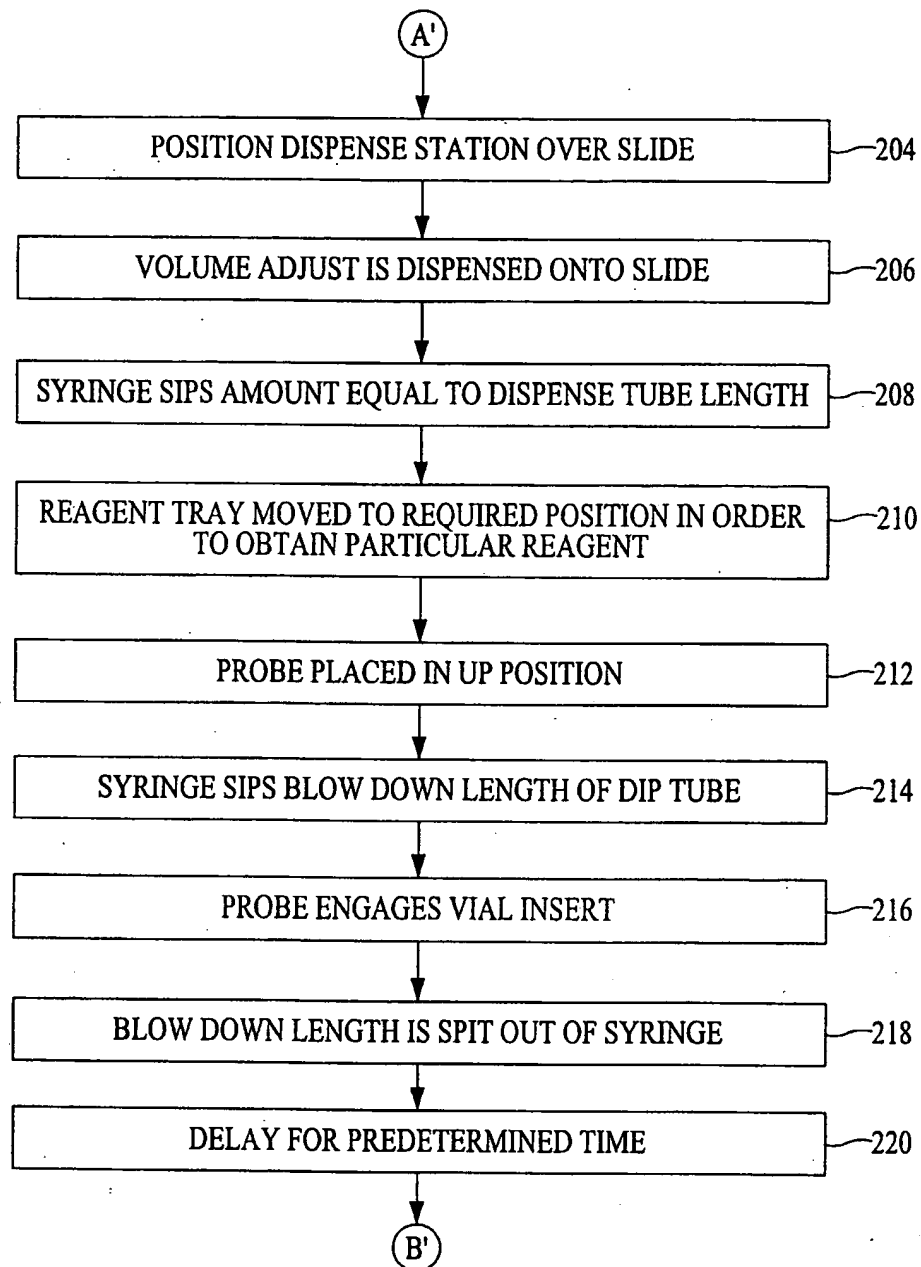 A'
POSITION DISPENSE STATION OVER SLIDE
204
VOLUME ADJUST IS DISPENSED ONTO SLIDE
206
SYRINGE SIPS AMOUNT EQUAL TO DISPENSE TUBE LENGTH
208
REAGENT TRAY MOVED TO REQUIRED POSITION IN ORDER
TO OBTAIN PARTICULAR REAGENT
210
PROBE PLACED IN UP POSITION
212
SYRINGE SIPS BLOW DOWN LENGTH OF DIP TUBE
214
PROBE ENGAGES VIAL INSERT
216
BLOW DOWN LENGTH IS SPIT OUT OF SYRINGE
218
DELAY FOR PREDETERMINED TIME
220
B'